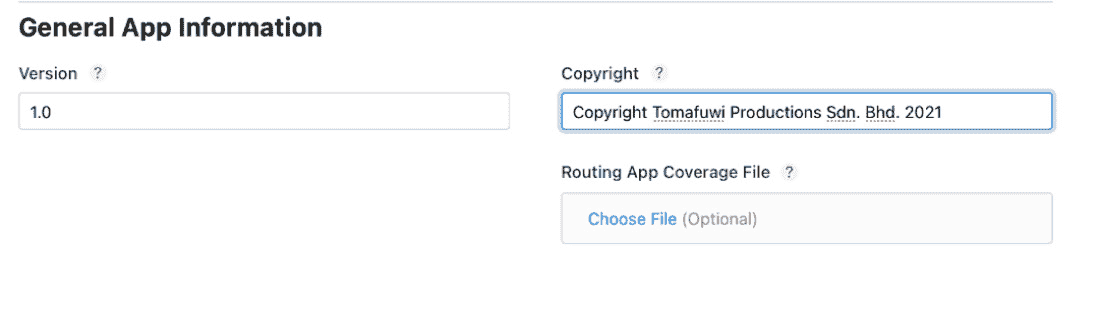 General App Information
Version ?
1.0
Copyright ?
Copyright Tomafuwi Productions Sdn. Bhd. 2021
Routing App Coverage File ?
Choose File (Optional)